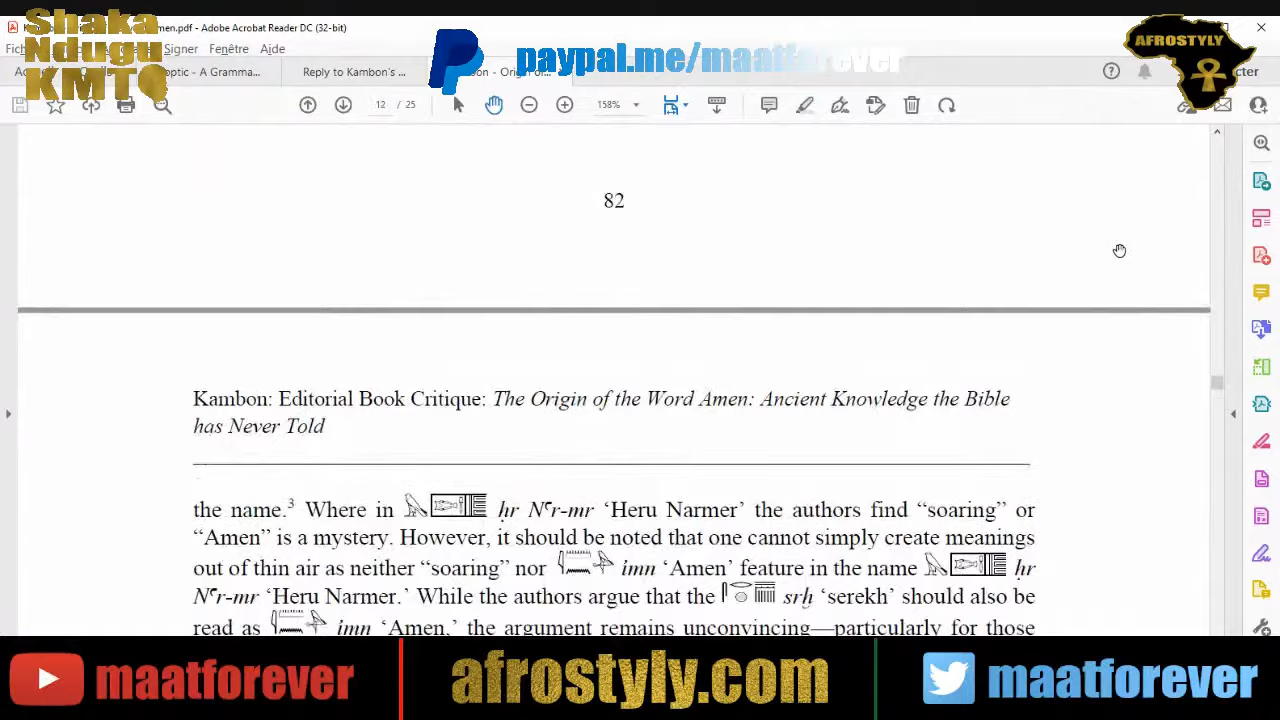 Shaka
Ndugu
KMT
paypal.me/maatforever
AFROSTYLY
men.pdf - Adobe Acrobat Reader DC (32-bit)
Signer Fenêtre Aide
optic - A Gramma...
Reply to Kambon's ...
12 / 25
158%
82
Kambon: Editorial Book Critique: The Origin of the Word Amen: Ancient Knowledge the Bible
has Never Told
the name.³ Where in ḥr Nꜥr-mr ‘Heru Narmer’ the authors find “soaring” or
“Amen” is a mystery. However, it should be noted that one cannot simply create meanings
out of thin air as neither “soaring” nor imn ‘Amen’ feature in the name ḥr
Nꜥr-mr ‘Heru Narmer.’ While the authors argue that the srḫ ‘serekh’ should also be
read as imn ‘Amen,’ the argument remains unconvincing—particularly for those
maatforever
afrostyly.com
maatforever